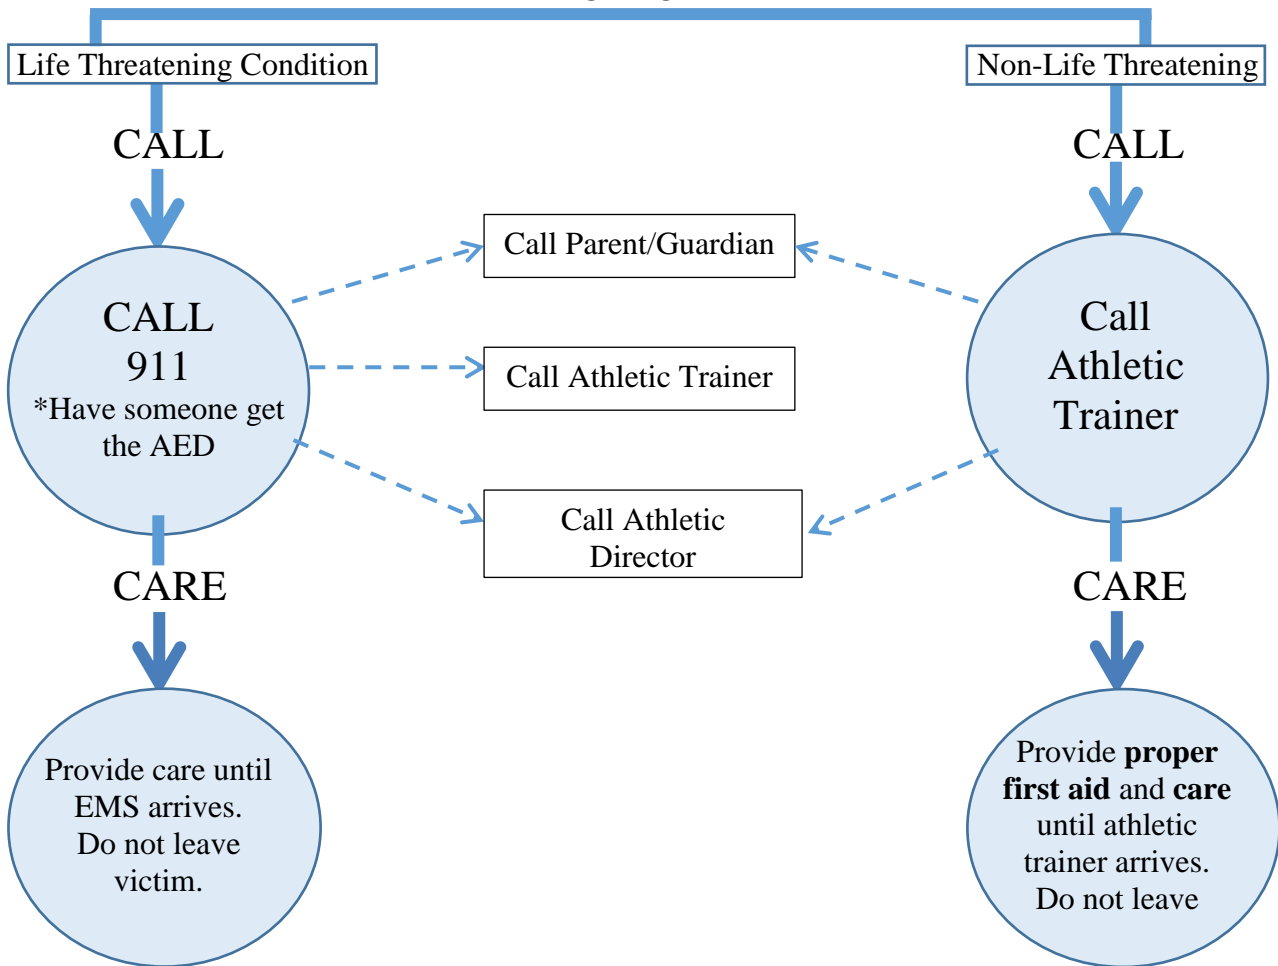 Life Threatening Condition
Non-Life Threatening
CALL
CALL
Call Parent/Guardian
CALL
911
*Have someone get
the AED
Call Athletic Trainer
Call
Athletic
Trainer
Call Athletic
Director
CARE
CARE
Provide care until
EMS arrives.
Do not leave
victim.
Provide proper
first aid and care
until athletic
trainer arrives.
Do not leave